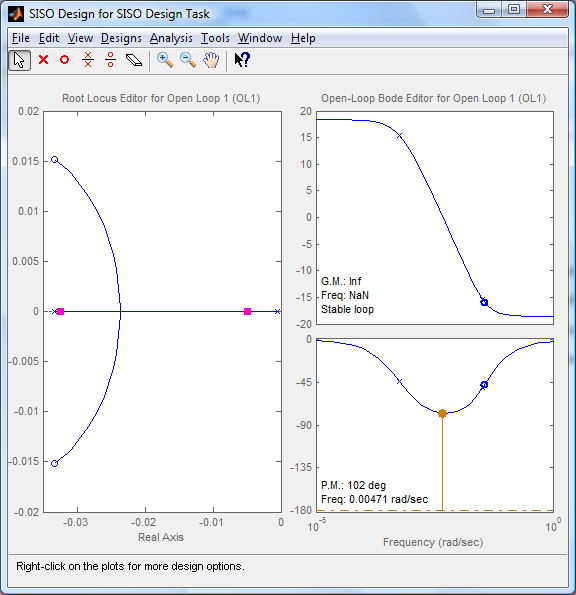 SISO Design for SISO Design Task
File Edit View Designs Analysis Tools Window Help
Root Locus Editor for Open Loop 1 (OL1)
0.02
0.015
0.01
0.005
0
-0.005
-0.01
-0.015
-0.02
-0.03 -0.02 -0.01 0
Real Axis
Open-Loop Bode Editor for Open Loop 1 (OL1)
20
15
10
5
0
-5
-10
-15
-20
G.M.: Inf
Freq: NaN
Stable loop
0
-45
-90
-135
-180
P.M.: 102 deg
Freq: 0.00471 rad/sec
10^-5 10^0
Frequency (rad/sec)
Right-click on the plots for more design options.